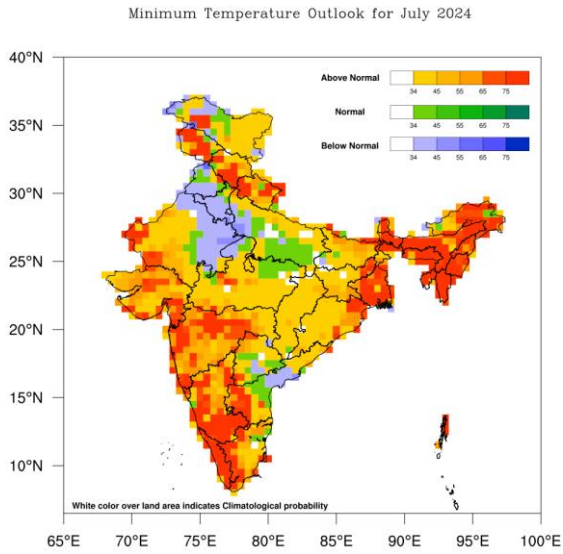 Minimum Temperature Outlook for July 2024
40°N
35°N
30°N
25°N
20°N
15°N
10°N
Above Normal
34 45 55 65 75
Normal
34 45 55 65 75
Below Normal
34 45 55 65 75
White color over land area indicates Climatological probability
65°E 70°E 75°E 80°E 85°E 90°E 95°E 100°E